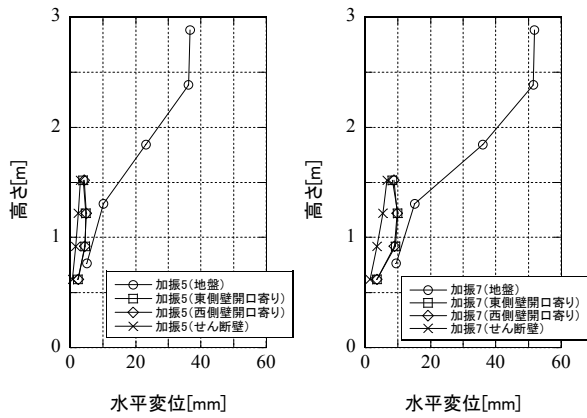 3
2
1
0
高さ[m]
加振5(地盤)
加振5(東側壁開口寄り)
加振5(西側壁開口寄り)
加振5(せん断壁)
0 20 40 60
水平変位[mm]
3
2
1
0
高さ[m]
加振7(地盤)
加振7(東側壁開口寄り)
加振7(西側壁開口寄り)
加振7(せん断壁)
0 20 40 60
水平変位[mm]